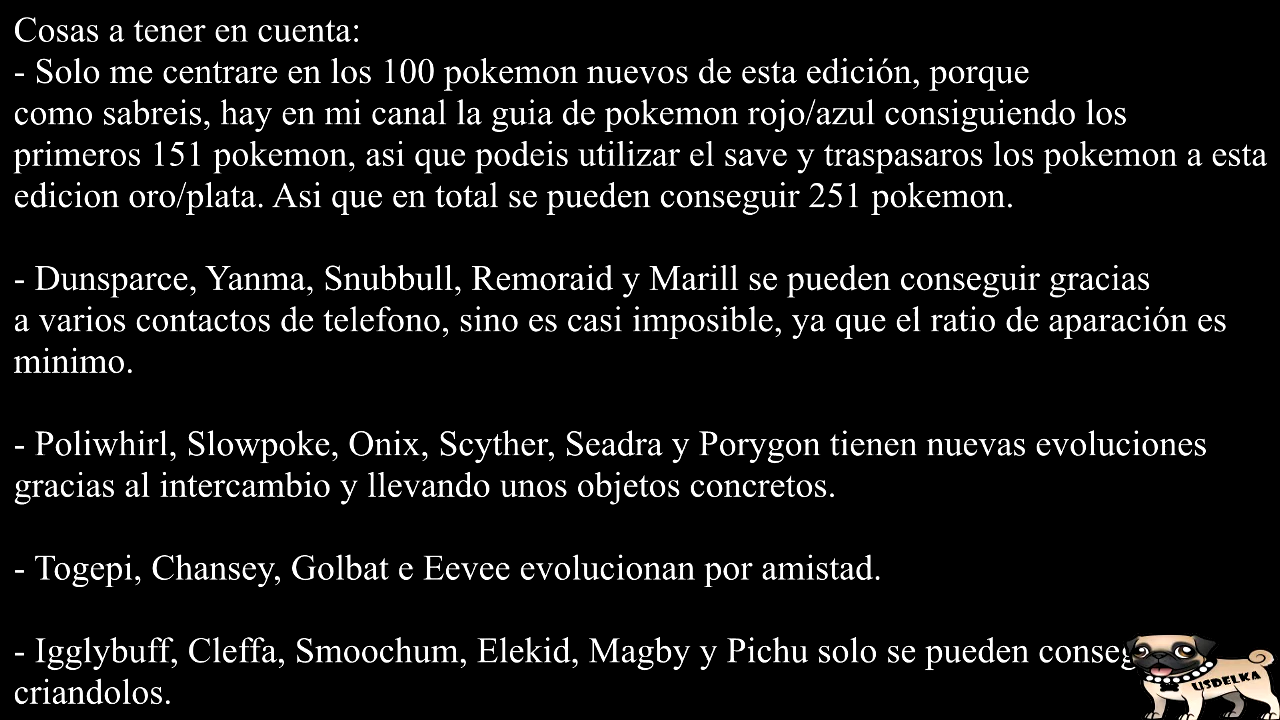 Cosas a tener en cuenta:
- Solo me centrare en los 100 pokemon nuevos de esta edición, porque
como sabreis, hay en mi canal la guia de pokemon rojo/azul consiguiendo los
primeros 151 pokemon, asi que podeis utilizar el save y traspasaros los pokemon a esta
edicion oro/plata. Asi que en total se pueden conseguir 251 pokemon.
- Dunsparce, Yanma, Snubbull, Remoraid y Marill se pueden conseguir gracias
a varios contactos de telefono, sino es casi imposible, ya que el ratio de aparación es
minimo.
- Poliwhirl, Slowpoke, Onix, Scyther, Seadra y Porygon tienen nuevas evoluciones
gracias al intercambio y llevando unos objetos concretos.
- Togepi, Chansey, Golbat e Eevee evolucionan por amistad.
- Igglybuff, Cleffa, Smoochum, Elekid, Magby y Pichu solo se pueden
criandolos.
USDELKA